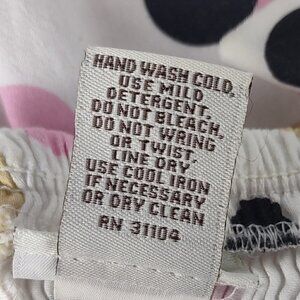 HAND WASH COLD.
USE MILD
DETERGENT.
DO NOT BLEACH.
DO NOT WRING
OR TWIST.
LINE DRY
USE COOL IRON
IF NECESSARY
OR DRY CLEAN
RN 31104